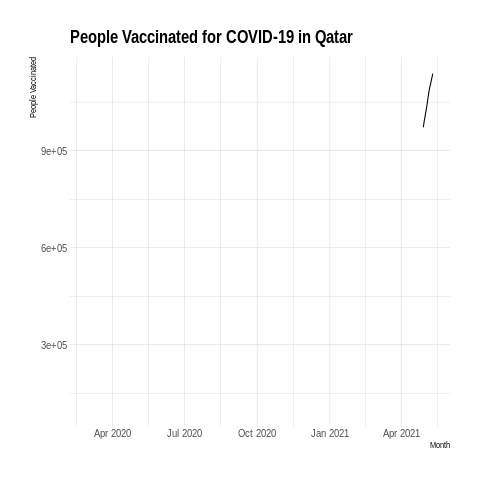 People Vaccinated for COVID-19 in Qatar
People Vaccinated
9e+05
6e+05
3e+05
Apr 2020 Jul 2020 Oct 2020 Jan 2021 Apr 2021
Month